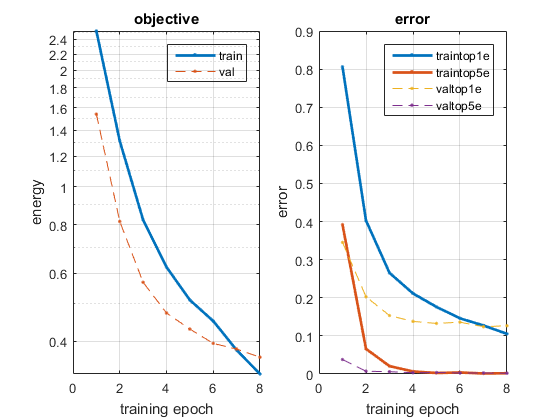 objective
2.4
2.2
2
1.8
1.6
1.4
1.2
1
0.8
0.6
0.4
energy
0
2
4
6
8
training epoch
train
val
error
0.9
0.8
0.7
0.6
0.5
0.4
0.3
0.2
0.1
0
error
0
2
4
6
8
training epoch
traintop1e
traintop5e
valtop1e
valtop5e